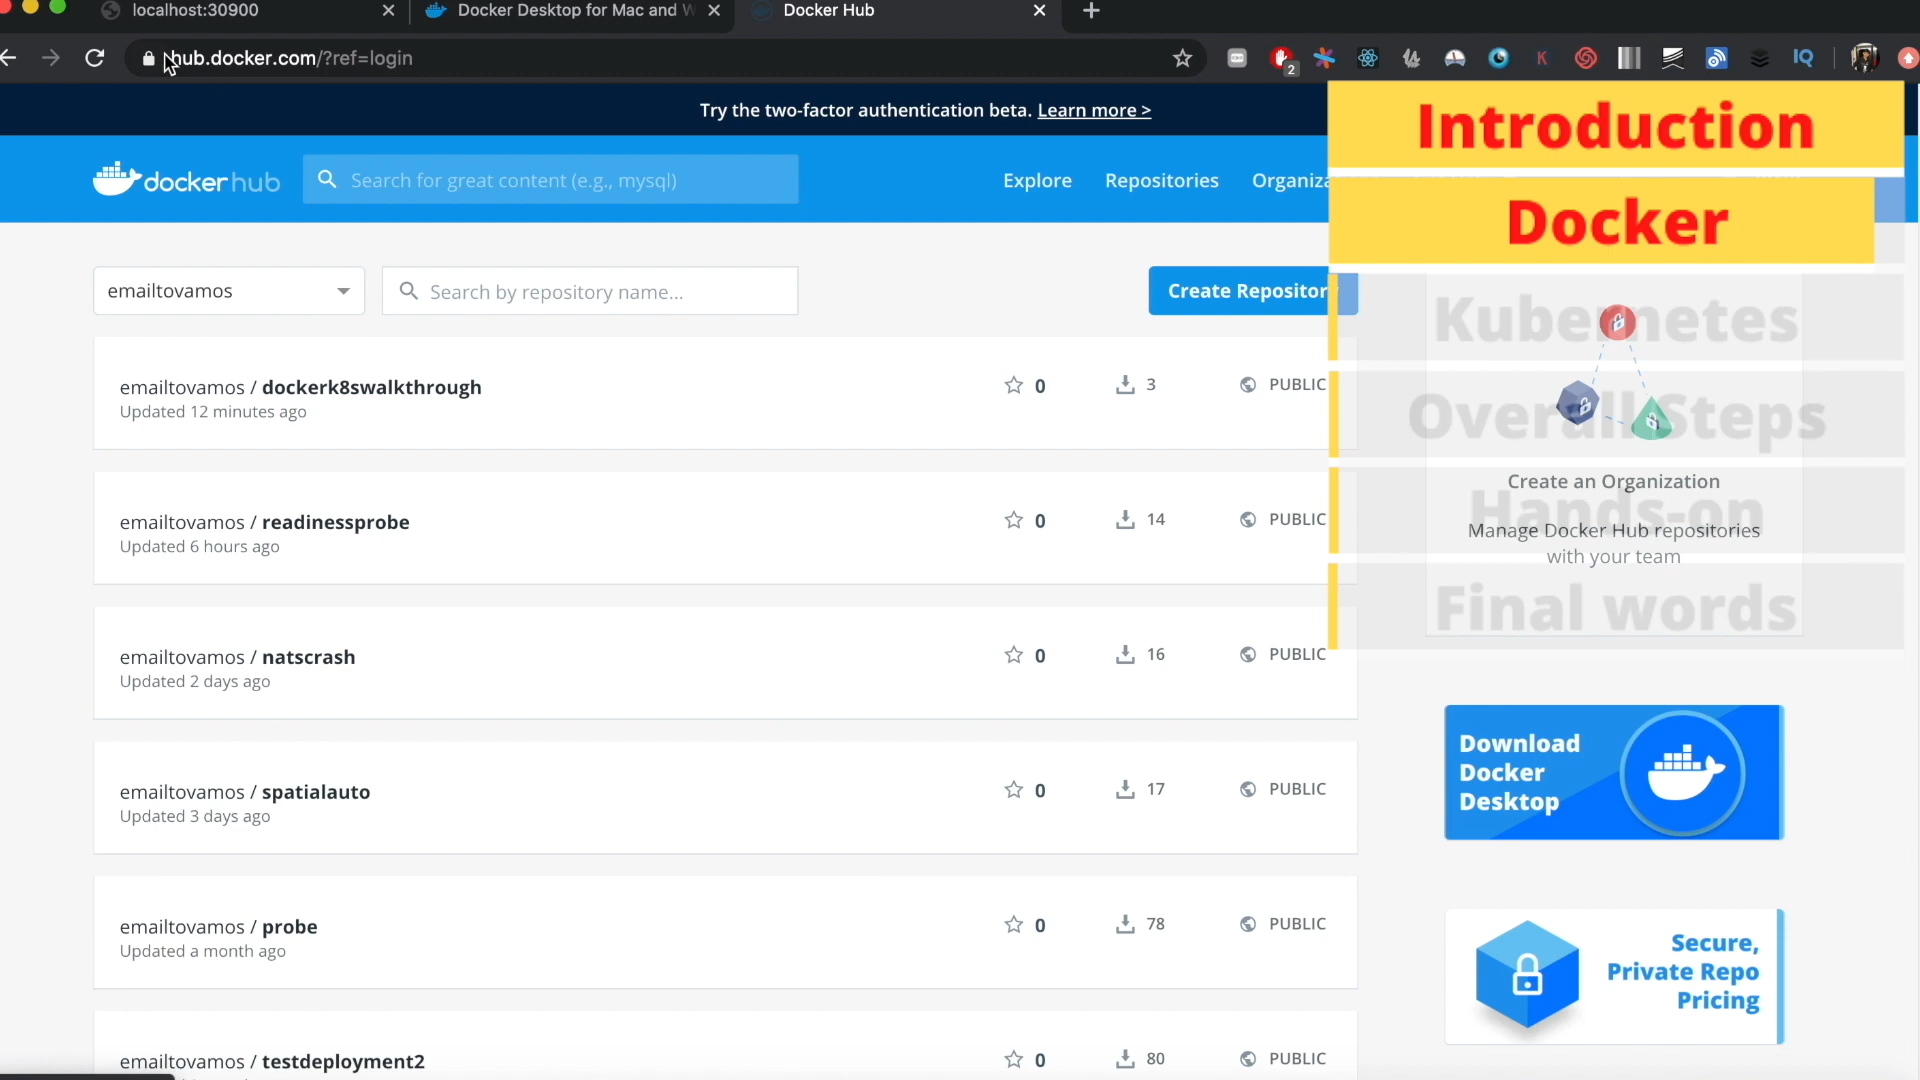 localhost:30900
Docker Desktop for Mac and W
Docker Hub
hub.docker.com/?ref=login
2
K
IQ
Try the two-factor authentication beta. Learn more >
Introduction
dockerhub
Search for great content (e.g., mysql)
Explore
Repositories
Organiza
Docker
emailtovamos
Search by repository name...
Create Repositor
Kubernetes
emailtovamos / dockerk8swalkthrough
Updated 12 minutes ago
0
3
PUBLIC
Overall Steps
Create an Organization
Hands-on
Manage Docker Hub repositories
with your team
emailtovamos / readinessprobe
Updated 6 hours ago
0
14
PUBLIC
Final words
emailtovamos / natscrash
Updated 2 days ago
0
16
PUBLIC
Download
Docker
Desktop
emailtovamos / spatialauto
Updated 3 days ago
0
17
PUBLIC
emailtovamos / probe
Updated a month ago
0
78
PUBLIC
Secure,
Private Repo
Pricing
emailtovamos / testdeployment2
0
80
PUBLIC